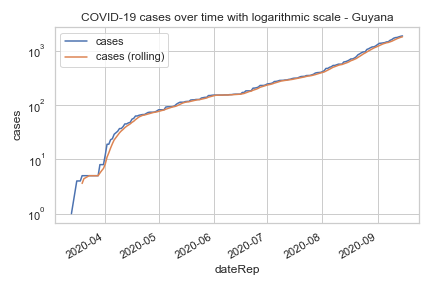 COVID-19 cases over time with logarithmic scale - Guyana
cases
cases (rolling)
10³
10²
10¹
10⁰
cases
2020-04
2020-05
2020-06
2020-07
2020-08
2020-09
dateRep